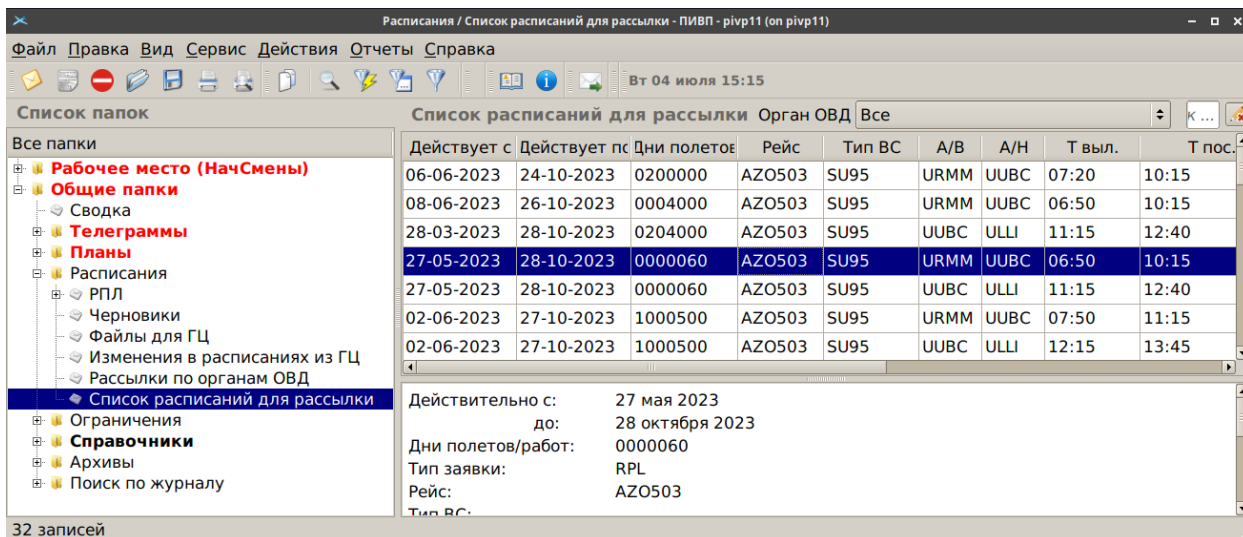 Расписания / Список расписаний для рассылки - ПИВП - pivp11 (on pivp11)
Файл Правка Вид Сервис Действия Отчеты Справка
Вт 04 июля 15:15
Список папок
Список расписаний для рассылки Орган ОВД Все к ...
Все папки
Рабочее место (НачСмены)
Общие папки
Сводка
Телеграммы
Планы
Расписания
РПЛ
Черновики
Файлы для ГЦ
Изменения в расписаниях из ГЦ
Рассылки по органам ОВД
Список расписаний для рассылки
Ограничения
Справочники
Архивы
Поиск по журналу
Действует с Действует пс Дни полетов Рейс Тип ВС А/В А/Н Т выл. Т пос.
06-06-2023 24-10-2023 0200000 AZO503 SU95 URMM UUBC 07:20 10:15
08-06-2023 26-10-2023 0004000 AZO503 SU95 URMM UUBC 06:50 10:15
28-03-2023 28-10-2023 0204000 AZO503 SU95 UUBC ULLI 11:15 12:40
27-05-2023 28-10-2023 0000060 AZO503 SU95 URMM UUBC 06:50 10:15
27-05-2023 28-10-2023 0000060 AZO503 SU95 UUBC ULLI 11:15 12:40
02-06-2023 27-10-2023 1000500 AZO503 SU95 URMM UUBC 07:50 11:15
02-06-2023 27-10-2023 1000500 AZO503 SU95 UUBC ULLI 12:15 13:45
Действительно с: 27 мая 2023
до: 28 октября 2023
Дни полетов/работ: 0000060
Тип заявки: RPL
Рейс: AZO503
Тип ВС:
32 записей